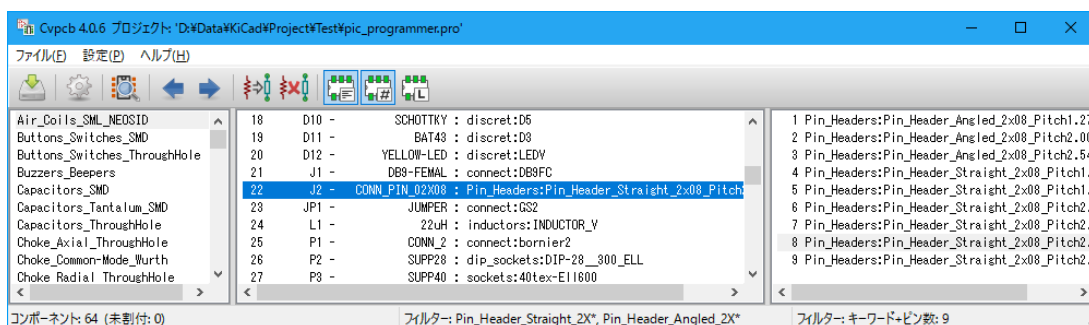 Cvpcb 4.0.6 プロジェクト: 'D:¥Data¥KiCad¥Project¥Test¥pic_programmer.pro'
ファイル(F) 設定(P) ヘルプ(H)
Air_Coils_SML_NEOSID
Buttons_Switches_SMD
Buttons_Switches_ThroughHole
Buzzers_Beepers
Capacitors_SMD
Capacitors_Tantalum_SMD
Capacitors_ThroughHole
Choke_Axial_ThroughHole
Choke_Common-Mode_Wurth
Choke_Radial_ThroughHole
18 D10 - SCHOTTKY : discret:D5
19 D11 - BAT43 : discret:D3
20 D12 - YELLOW-LED : discret:LEDV
21 J1 - DB9-FEMAL : connect:DB9FC
22 J2 - CONN_PIN_02X08 : Pin_Headers:Pin_Header_Straight_2x08_Pitch
23 JP1 - JUMPER : connect:GS2
24 L1 - 22uH : inductors:INDUCTOR_V
25 P1 - CONN_2 : connect:bornier2
26 P2 - SUPP28 : dip_sockets:DIP-28__300_ELL
27 P3 - SUPP40 : sockets:40tex-Ell600
1 Pin_Headers:Pin_Header_Angled_2x08_Pitch1.27
2 Pin_Headers:Pin_Header_Angled_2x08_Pitch2.00
3 Pin_Headers:Pin_Header_Angled_2x08_Pitch2.54
4 Pin_Headers:Pin_Header_Straight_2x08_Pitch1.
5 Pin_Headers:Pin_Header_Straight_2x08_Pitch1.
6 Pin_Headers:Pin_Header_Straight_2x08_Pitch2.
7 Pin_Headers:Pin_Header_Straight_2x08_Pitch2.
8 Pin_Headers:Pin_Header_Straight_2x08_Pitch2.
9 Pin_Headers:Pin_Header_Straight_2x08_Pitch2.
コンポーネント: 64 (未割付: 0)
フィルター: Pin_Header_Straight_2X*, Pin_Header_Angled_2X*
フィルター: キーワード+ピン数: 9